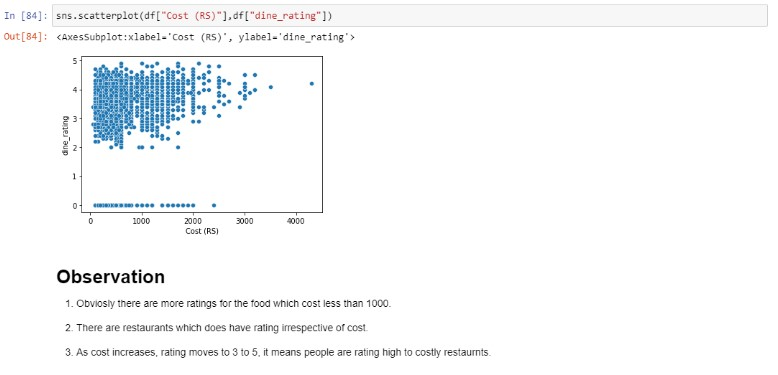 In [84]: sns.scatterplot(df["Cost (RS)"],df["dine_rating"])
Out[84]: <AxesSubplot:xlabel='Cost (RS)', ylabel='dine_rating'>
5
4
3
2
1
0
dine_rating
0 1000 2000 3000 4000
Cost (RS)
Observation
1. Obviosly there are more ratings for the food which cost less than 1000.
2. There are restaurants which does have rating irrespective of cost.
3. As cost increases, rating moves to 3 to 5, it means people are rating high to costly restaurnts.